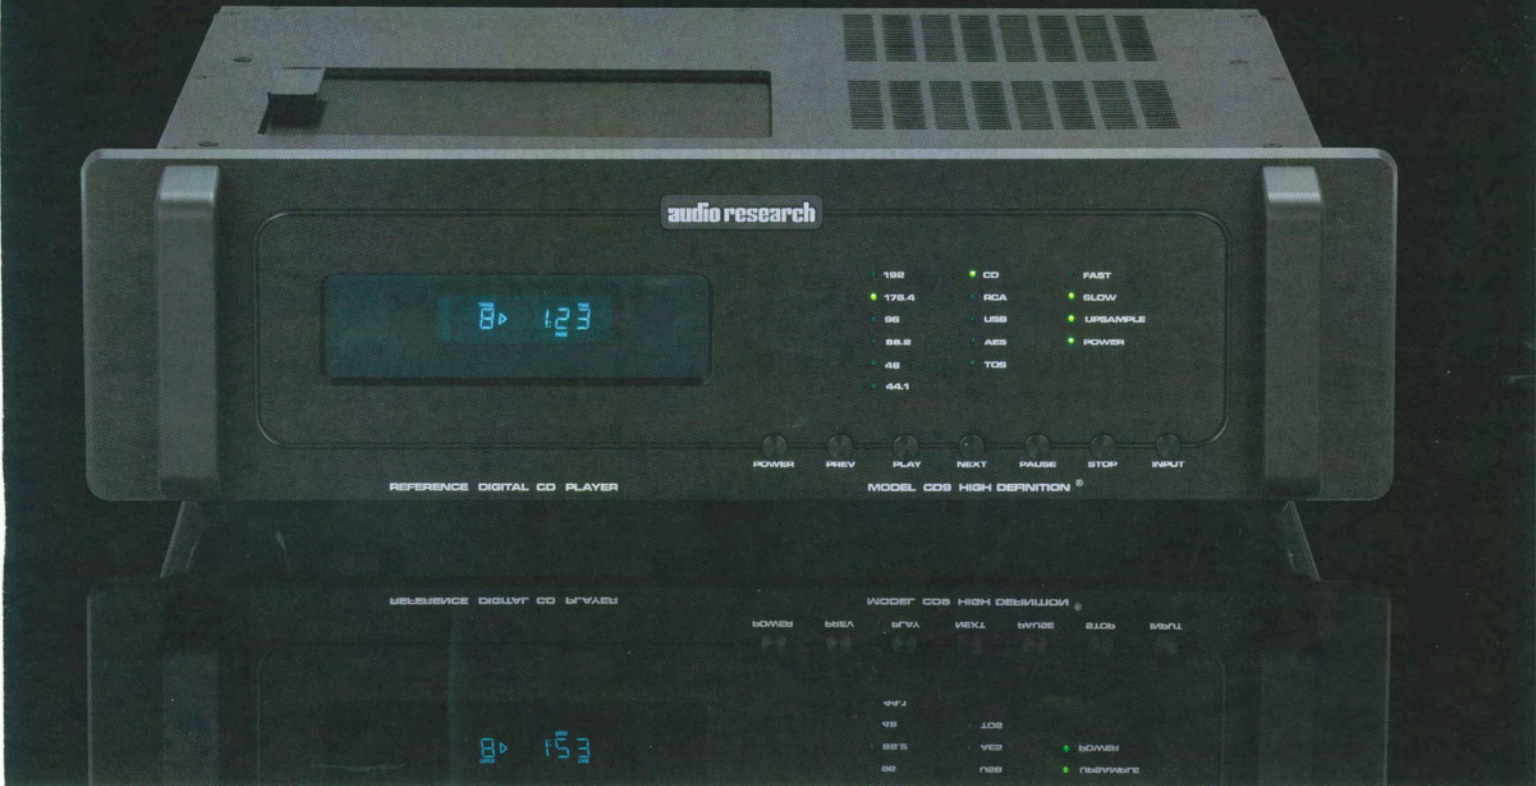 audio research
TRACK TIME
8 1:23
192 CD FAST
176.4 RCA SLOW
96 USB UPSAMPLE
88.2 AES POWER
48 TOS
44.1
POWER PREV PLAY NEXT PAUSE STOP INPUT
REFERENCE DIGITAL CD PLAYER MODEL CD9 HIGH DEFINITION ®